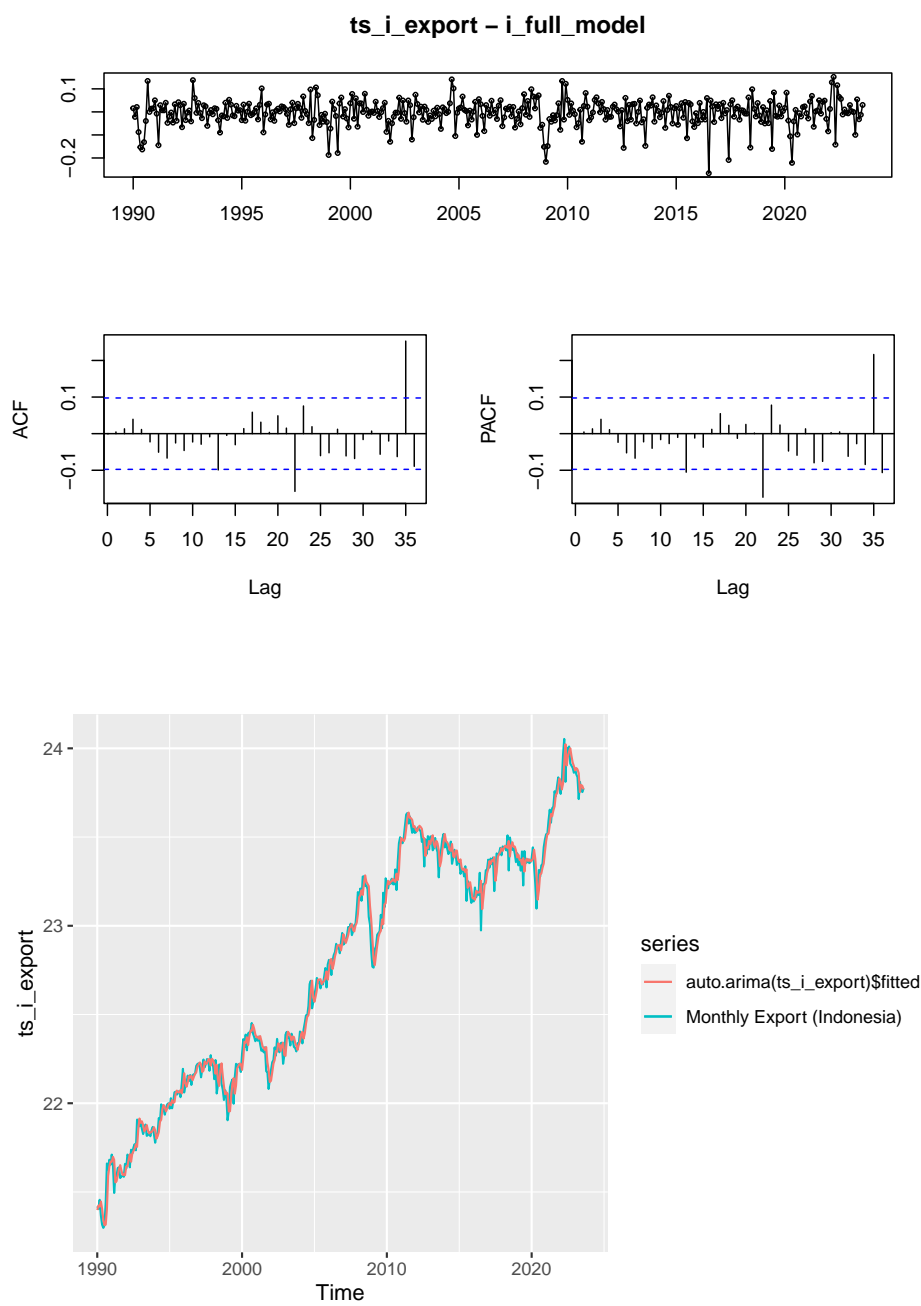 ts_i_export − i_full_model
0.1
−0.2
1990 1995 2000 2005 2010 2015 2020
ACF
0.1
−0.1
0 5 10 15 20 25 30 35
Lag
PACF
0.1
−0.1
0 5 10 15 20 25 30 35
Lag
ts_i_export
24
23
22
1990 2000 2010 2020
Time
series
auto.arima(ts_i_export)$fitted
Monthly Export (Indonesia)